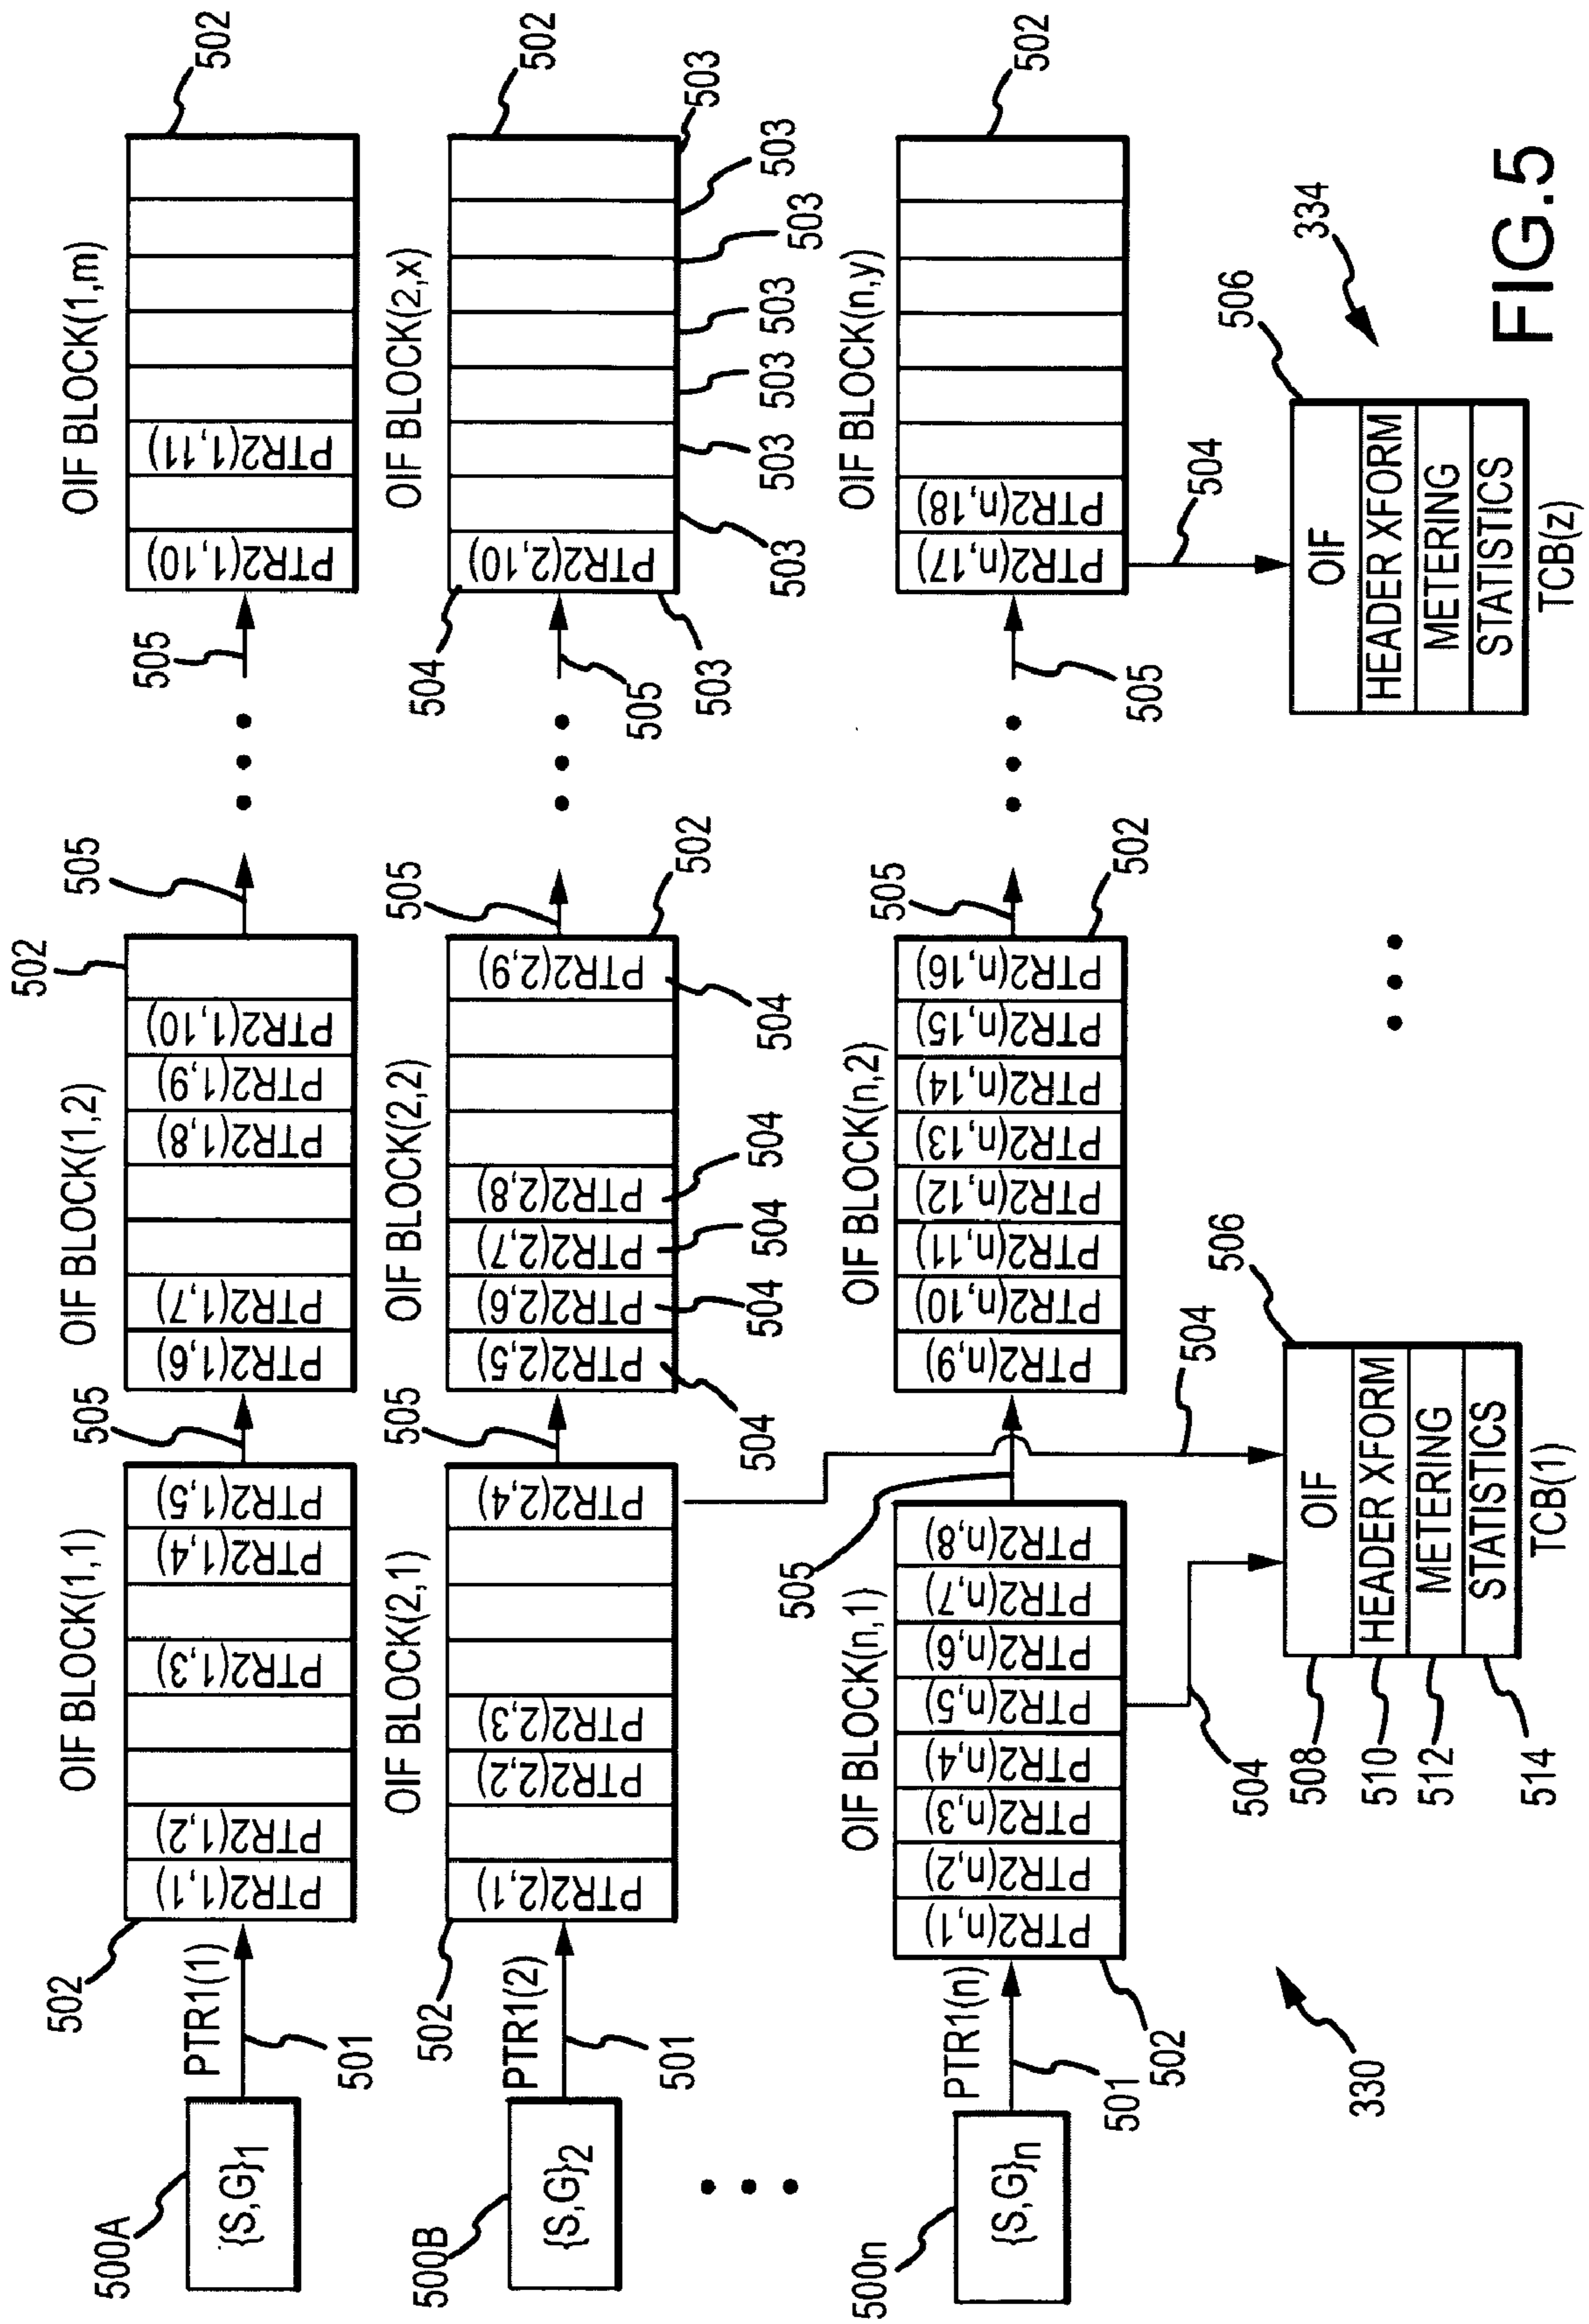 500A
{S,G}1
PTR1(1)
501
502
OIF BLOCK(1,1)
PTR2(1,1)
PTR2(1,2)
PTR2(1,3)
PTR2(1,4)
PTR2(1,5)
505
OIF BLOCK(1,2)
PTR2(1,6)
PTR2(1,7)
PTR2(1,8)
PTR2(1,9)
PTR2(1,10)
502
505
505
OIF BLOCK(1,m)
PTR2(1,10)
PTR2(1,11)
502
500B
{S,G}2
PTR1(2)
501
502
OIF BLOCK(2,1)
PTR2(2,1)
PTR2(2,2)
PTR2(2,3)
PTR2(2,4)
505
OIF BLOCK(2,2)
PTR2(2,5)
PTR2(2,6)
PTR2(2,7)
PTR2(2,8)
PTR2(2,9)
504
504
504
504
504
502
505
505
504
OIF BLOCK(2,x)
PTR2(2,10)
502
503
503
503
503
503
503
503
503
500n
{S,G}n
PTR1(n)
501
502
OIF BLOCK(n,1)
PTR2(n,1)
PTR2(n,2)
PTR2(n,3)
PTR2(n,4)
PTR2(n,5)
PTR2(n,6)
PTR2(n,7)
PTR2(n,8)
505
OIF BLOCK(n,2)
PTR2(n,9)
PTR2(n,10)
PTR2(n,11)
PTR2(n,12)
PTR2(n,13)
PTR2(n,14)
PTR2(n,15)
PTR2(n,16)
505
502
505
OIF BLOCK(n,y)
PTR2(n,17)
PTR2(n,18)
502
330
504
504
506
508
OIF
510
HEADER XFORM
512
METERING
514
STATISTICS
TCB(1)
504
506
334
OIF
HEADER XFORM
METERING
STATISTICS
TCB(z)
FIG.5